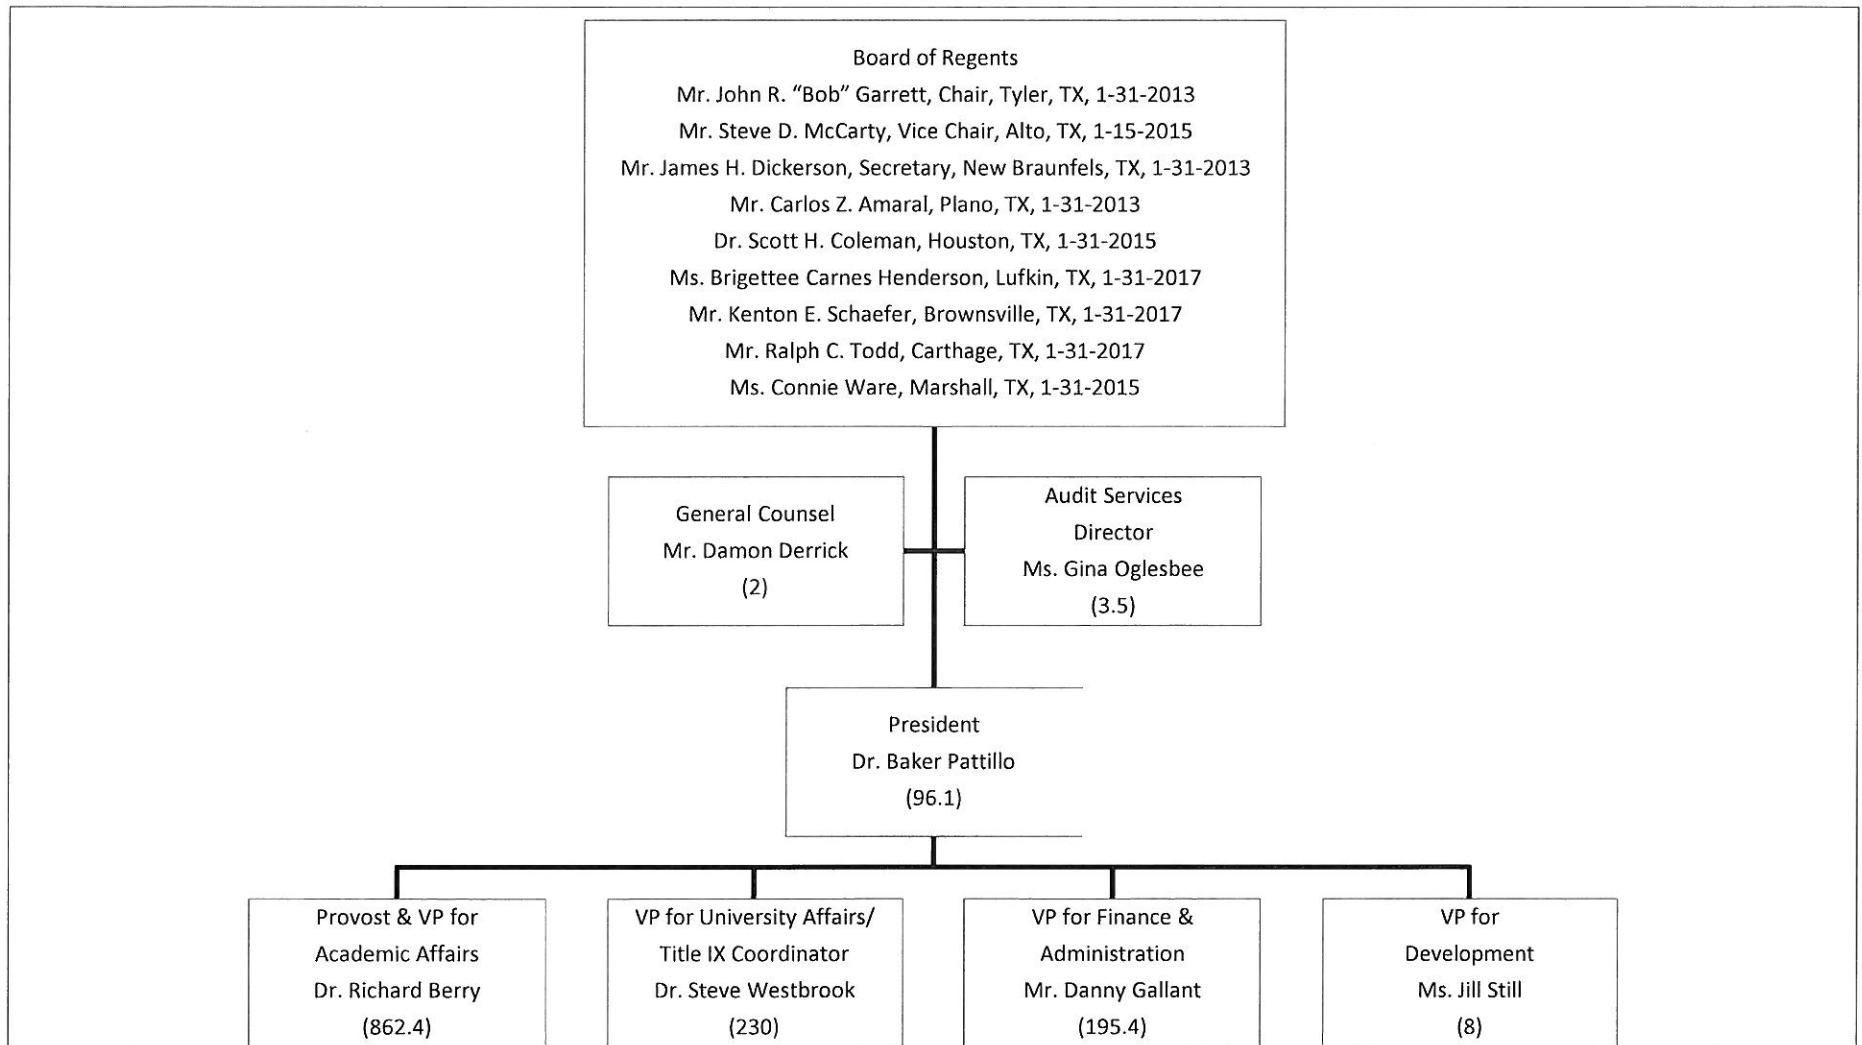 Board of Regents
Mr. John R. “Bob” Garrett, Chair, Tyler, TX, 1-31-2013
Mr. Steve D. McCarty, Vice Chair, Alto, TX, 1-15-2015
Mr. James H. Dickerson, Secretary, New Braunfels, TX, 1-31-2013
Mr. Carlos Z. Amaral, Plano, TX, 1-31-2013
Dr. Scott H. Coleman, Houston, TX, 1-31-2015
Ms. Brigettee Carnes Henderson, Lufkin, TX, 1-31-2017
Mr. Kenton E. Schaefer, Brownsville, TX, 1-31-2017
Mr. Ralph C. Todd, Carthage, TX, 1-31-2017
Ms. Connie Ware, Marshall, TX, 1-31-2015
General Counsel
Mr. Damon Derrick
(2)
Audit Services
Director
Ms. Gina Oglesbee
(3.5)
President
Dr. Baker Pattillo
(96.1)
Provost & VP for
Academic Affairs
Dr. Richard Berry
(862.4)
VP for University Affairs/
Title IX Coordinator
Dr. Steve Westbrook
(230)
VP for Finance &
Administration
Mr. Danny Gallant
(195.4)
VP for
Development
Ms. Jill Still
(8)